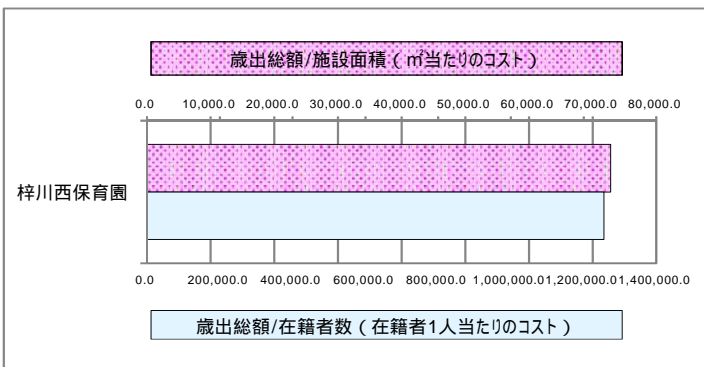 歳出総額/施設面積（㎡当たりのコスト）
0.0 10,000.0 20,000.0 30,000.0 40,000.0 50,000.0 60,000.0 70,000.0 80,000.0
梓川西保育園
0.0 200,000.0 400,000.0 600,000.0 800,000.0 1,000,000.0 1,200,000.0 1,400,000.0
歳出総額/在籍者数（在籍者1人当たりのコスト）